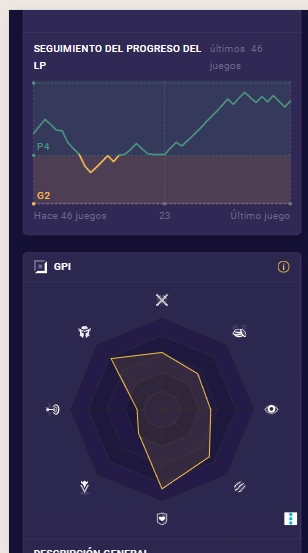 SEGUIMIENTO DEL PROGRESO DEL LP
últimos 46 juegos
P4
G2
Hace 46 juegos 23 Último juego
GPI
DESCRIPCIÓN GENERAL